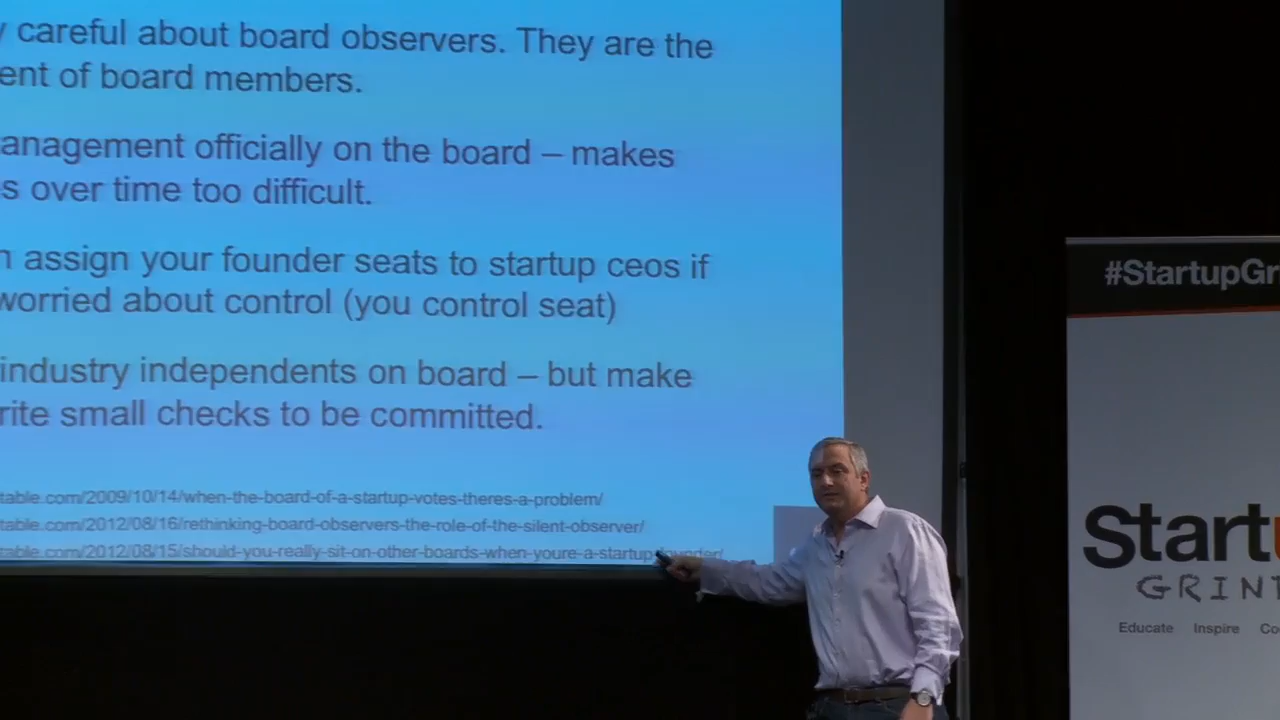 careful about board observers. They are the
ent of board members.
anagement officially on the board – makes
s over time too difficult.
assign your founder seats to startup ceos if
worried about control (you control seat)
industry independents on board – but make
rite small checks to be committed.
table.com/2009/10/14/when-the-board-of-a-startup-votes-theres-a-problem/
table.com/2012/08/16/rethinking-board-observers-the-role-of-the-silent-observer/
table.com/2012/08/15/should-you-really-sit-on-other-boards-when-youre-a-startup-founder/
#StartupGr
Startu
GRIN
Educate Inspire Co